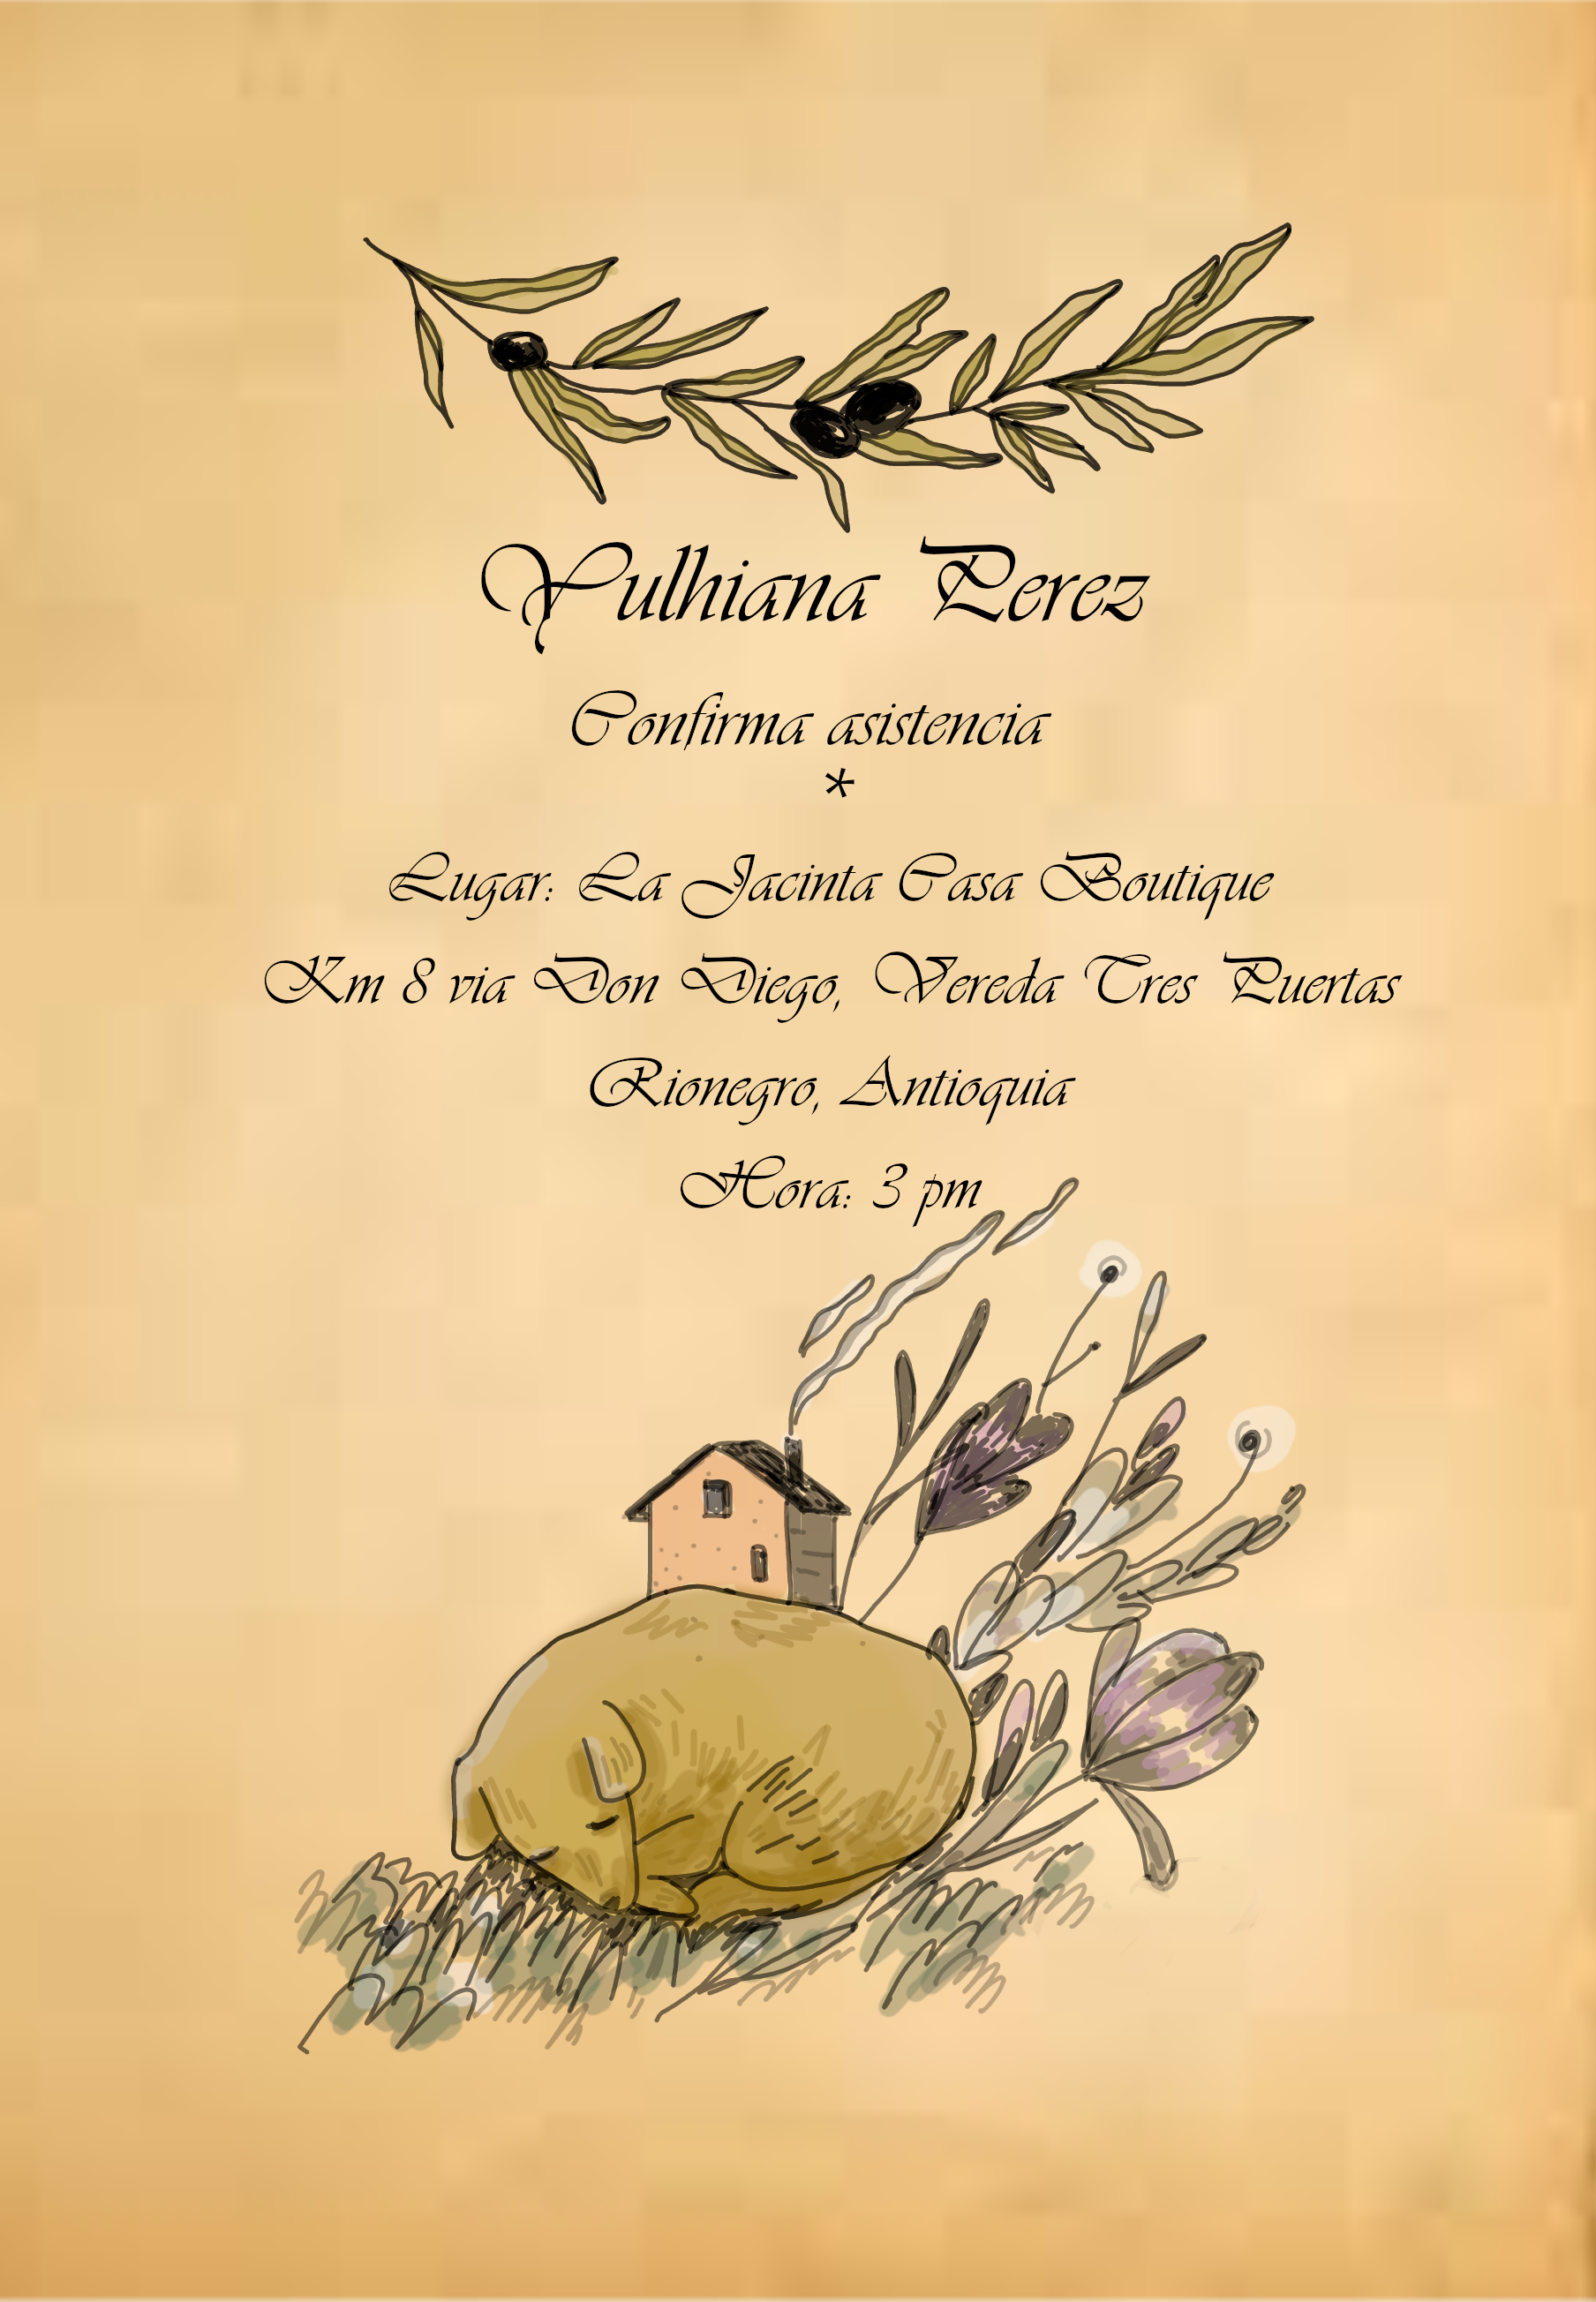 Yulhiana Perez
Confirma asistencia
*
Lugar: La Jacinta Casa Boutique
Km 8 via Don Diego, Vereda Tres Puertas
Rionegro, Antioquia
Hora: 3 pm